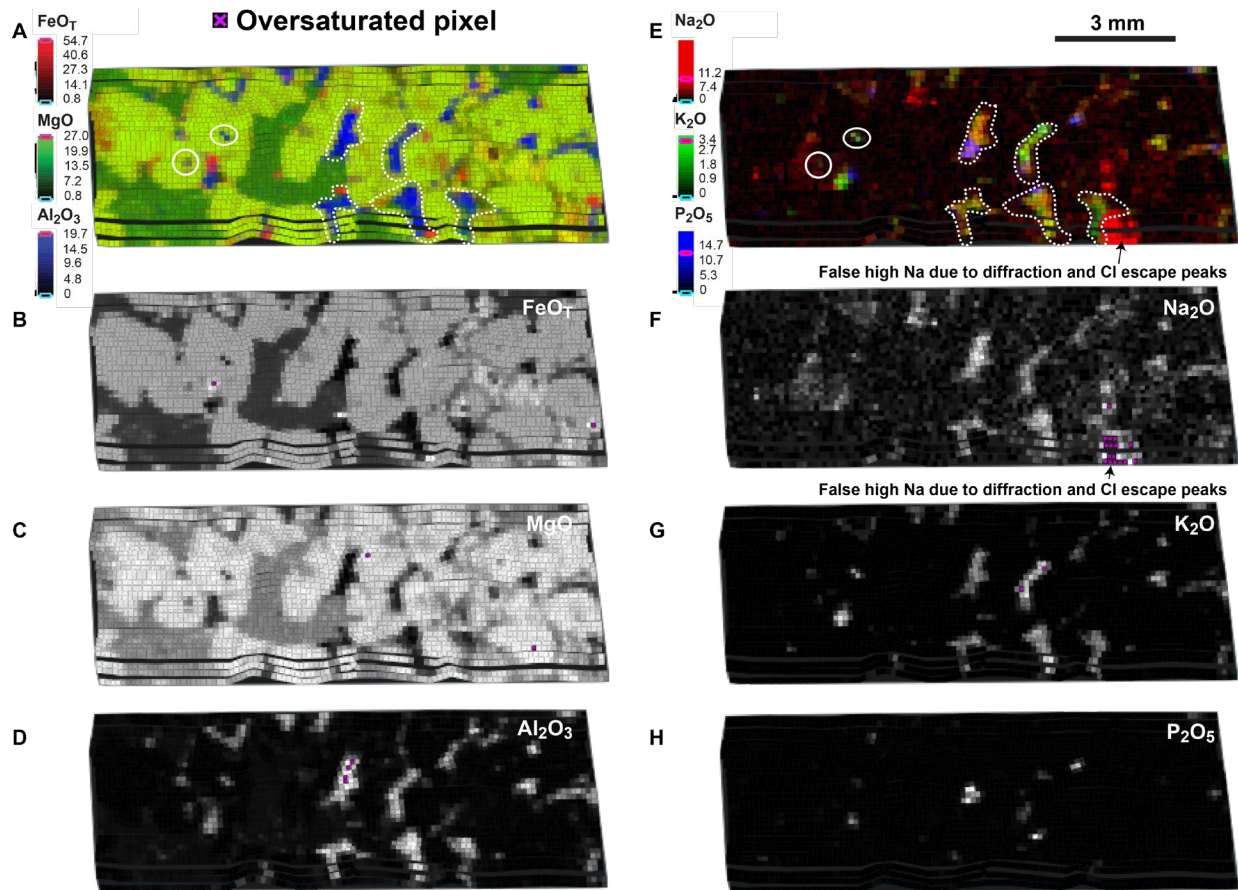 A
FeO_T
Oversaturated pixel
54.7
40.6
27.3
14.1
0.8
MgO
27.0
19.9
13.5
7.2
0.8
Al₂O₃
19.7
14.5
9.6
4.8
0
E
Na₂O
3 mm
11.2
7.4
0
K₂O
3.4
2.7
1.8
0.9
0
P₂O₅
14.7
10.7
5.3
0
False high Na due to diffraction and Cl escape peaks
B
FeO_T
F
Na₂O
False high Na due to diffraction and Cl escape peaks
C
MgO
G
K₂O
D
Al₂O₃
H
P₂O₅